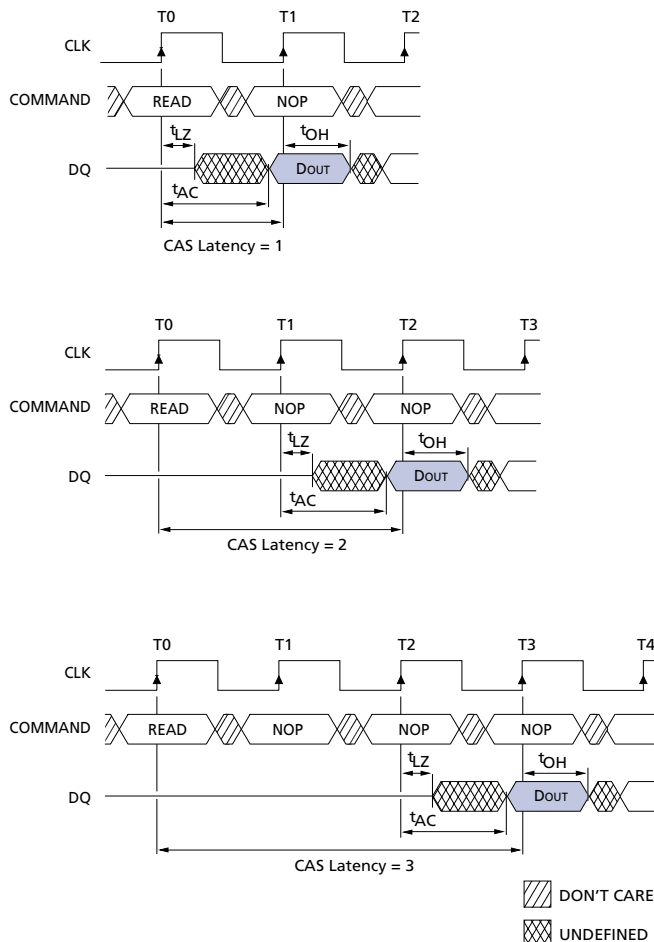 T0 T1 T2
CLK
COMMAND READ NOP
tLZ tOH
DQ DOUT
tAC
CAS Latency = 1
T0 T1 T2 T3
CLK
COMMAND READ NOP NOP
tLZ tOH
DQ DOUT
tAC
CAS Latency = 2
T0 T1 T2 T3 T4
CLK
COMMAND READ NOP NOP NOP
tLZ tOH
DQ DOUT
tAC
CAS Latency = 3
DON'T CARE
UNDEFINED